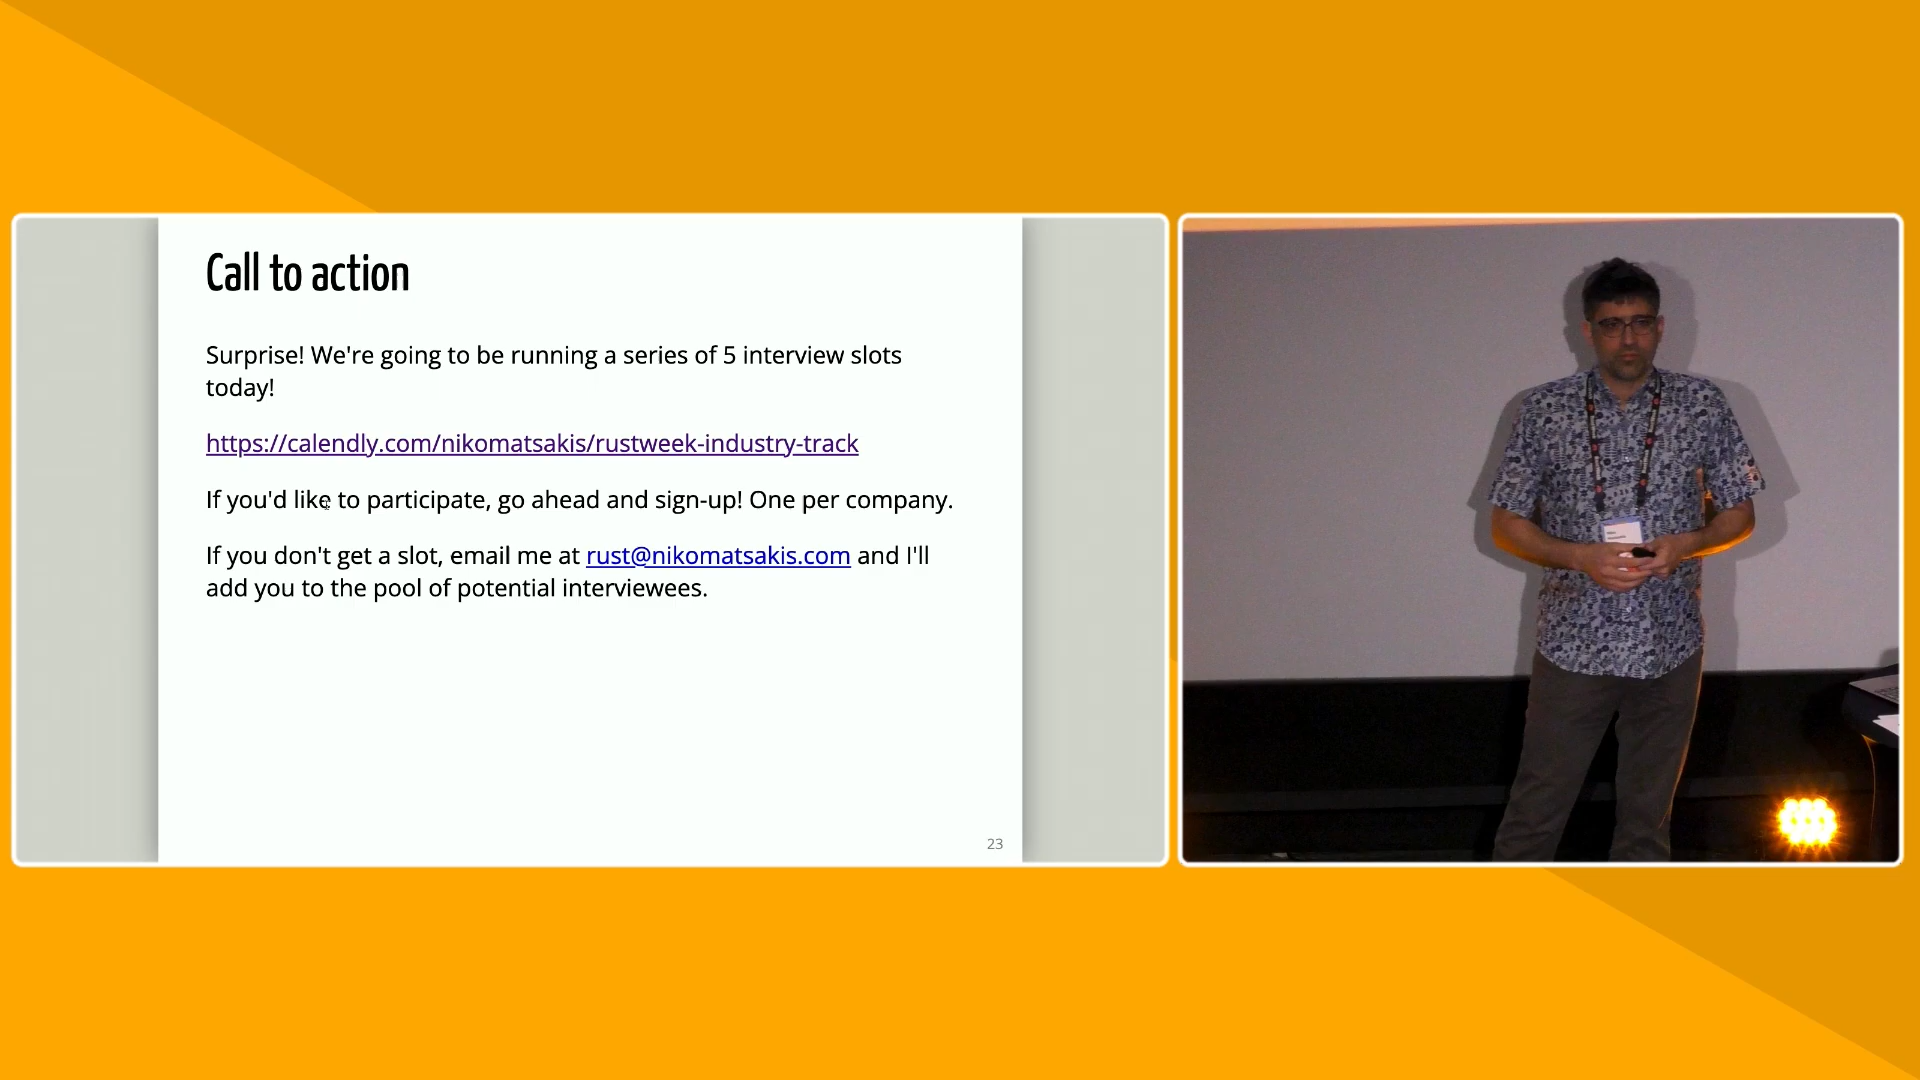 Call to action
Surprise! We're going to be running a series of 5 interview slots
today!
https://calendly.com/nikomatsakis/rustweek-industry-track
If you'd like to participate, go ahead and sign-up! One per company.
If you don't get a slot, email me at rust@nikomatsakis.com and I'll
add you to the pool of potential interviewees.
23